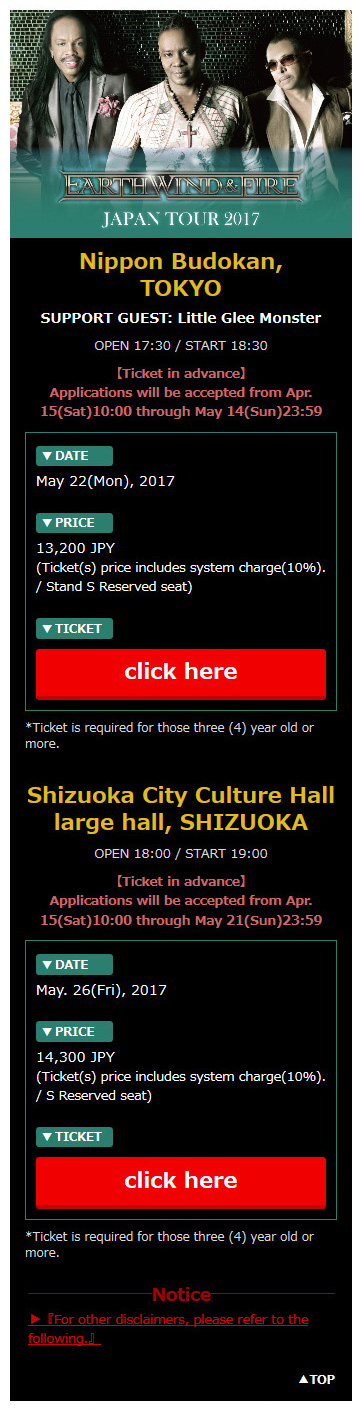 EARTH WIND & FIRE
JAPAN TOUR 2017
Nippon Budokan,
TOKYO
SUPPORT GUEST: Little Glee Monster
OPEN 17:30 / START 18:30
【Ticket in advance】
Applications will be accepted from Apr.
15(Sat)10:00 through May 14(Sun)23:59
▼DATE
May 22(Mon), 2017
▼PRICE
13,200 JPY
(Ticket(s) price includes system charge(10%).
/ Stand S Reserved seat)
▼TICKET
click here
*Ticket is required for those three (4) year old or
more.
Shizuoka City Culture Hall
large hall, SHIZUOKA
OPEN 18:00 / START 19:00
【Ticket in advance】
Applications will be accepted from Apr.
15(Sat)10:00 through May 21(Sun)23:59
▼DATE
May. 26(Fri), 2017
▼PRICE
14,300 JPY
(Ticket(s) price includes system charge(10%).
/ S Reserved seat)
▼TICKET
click here
*Ticket is required for those three (4) year old or
more.
Notice
▶『For other disclaimers, please refer to the
following.』
▲TOP